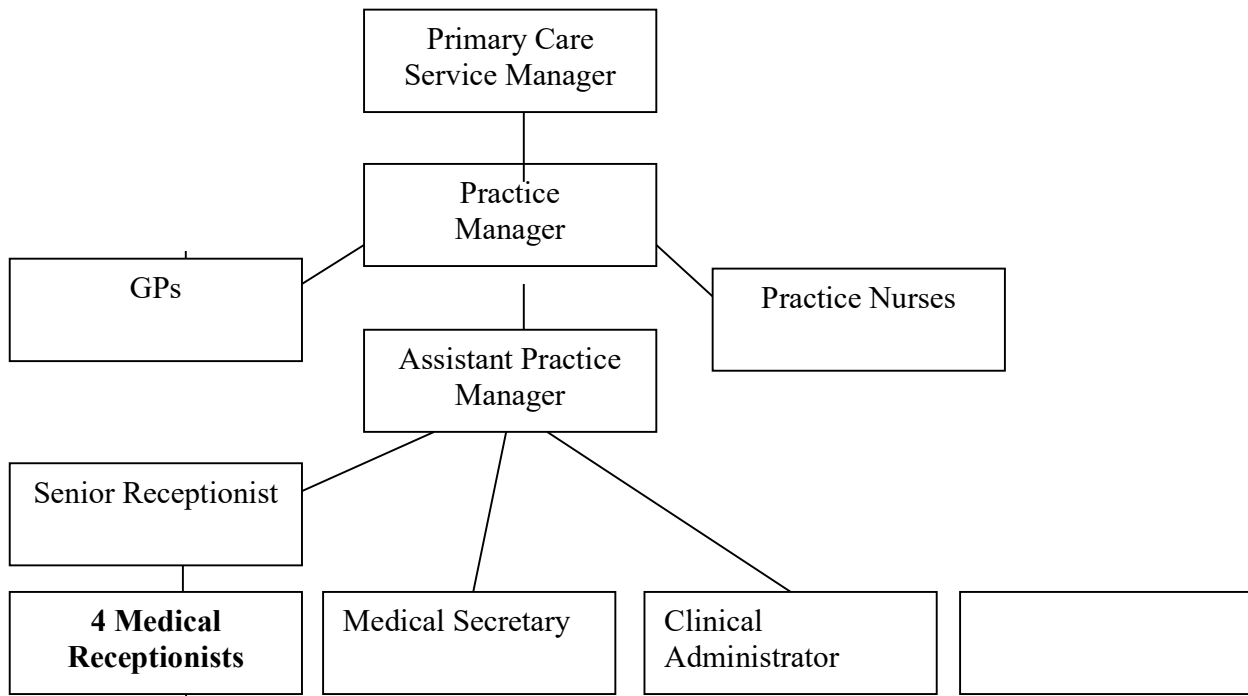 Primary Care
Service Manager
Practice
Manager
GPs
Practice Nurses
Assistant Practice
Manager
Senior Receptionist
4 Medical
Receptionists
Medical Secretary
Clinical
Administrator